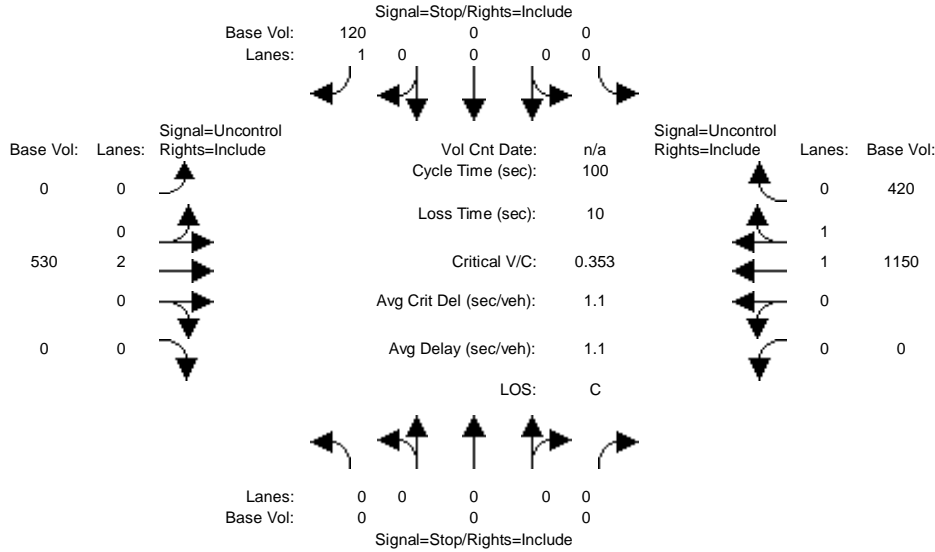 Signal=Stop/Rights=Include
Base Vol: 120 0 0
Lanes: 1 0 0 0 0
Signal=Uncontrol Signal=Uncontrol
Base Vol: Lanes: Rights=Include Vol Cnt Date: n/a Rights=Include Lanes: Base Vol:
Cycle Time (sec): 100
0 0 0 420
Loss Time (sec): 10
0 1
530 2 Critical V/C: 0.353 1 1150
0 Avg Crit Del (sec/veh): 1.1 0
0 0 Avg Delay (sec/veh): 1.1 0 0
LOS: C
Lanes: 0 0 0 0 0
Base Vol: 0 0 0
Signal=Stop/Rights=Include